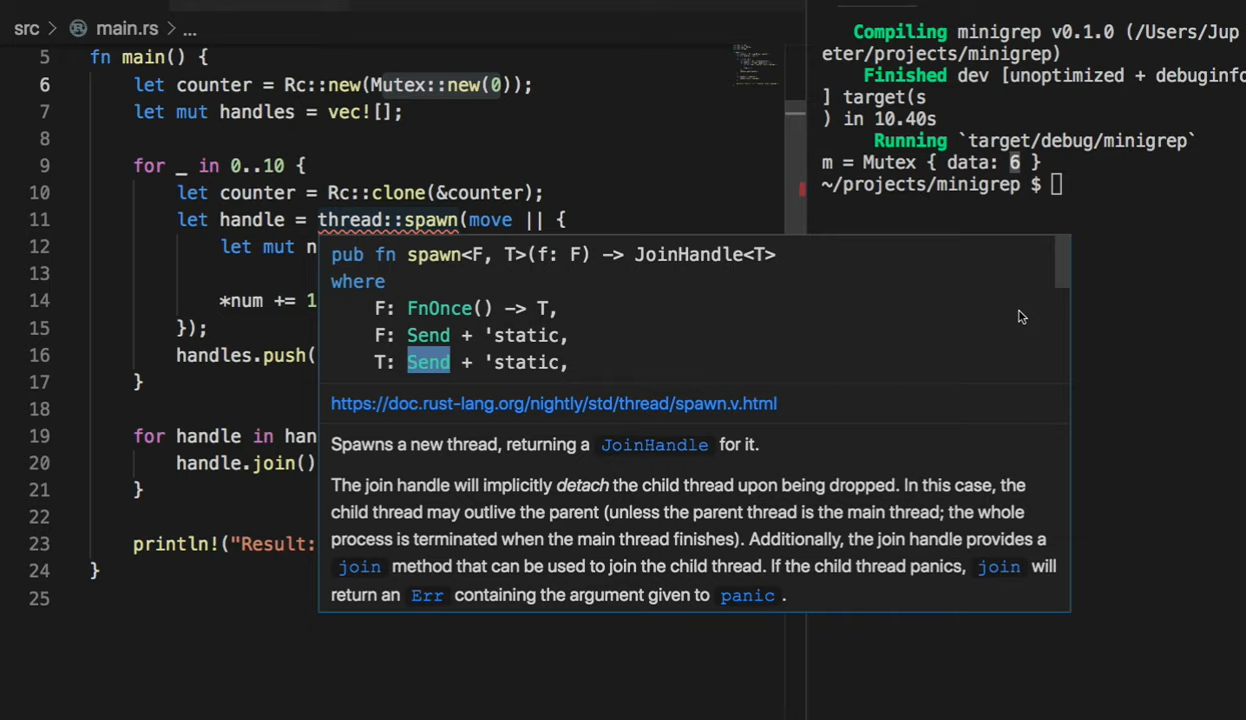 src > main.rs > ...
5 fn main() {
6 let counter = Rc::new(Mutex::new(0));
7 let mut handles = vec![];
8
9 for _ in 0..10 {
10 let counter = Rc::clone(&counter);
11 let handle = thread::spawn(move || {
12 let mut n
13
14 *num += 1
15 });
16 handles.push(
17 }
18
19 for handle in han
20 handle.join()
21 }
22
23 println!("Result:
24 }
25
pub fn spawn<F, T>(f: F) -> JoinHandle<T>
where
F: FnOnce() -> T,
F: Send + 'static,
T: Send + 'static,
https://doc.rust-lang.org/nightly/std/thread/spawn.v.html
Spawns a new thread, returning a JoinHandle for it.
The join handle will implicitly detach the child thread upon being dropped. In this case, the
child thread may outlive the parent (unless the parent thread is the main thread; the whole
process is terminated when the main thread finishes). Additionally, the join handle provides a
join method that can be used to join the child thread. If the child thread panics, join will
return an Err containing the argument given to panic .
Compiling minigrep v0.1.0 (/Users/Jup
eter/projects/minigrep)
Finished dev [unoptimized + debuginfo
] target(s
) in 10.40s
Running `target/debug/minigrep`
m = Mutex { data: 6 }
~/projects/minigrep $